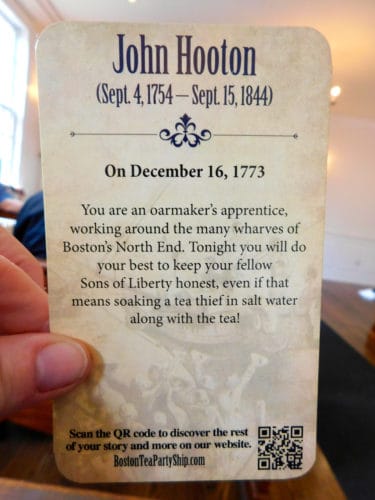 John Hooton
(Sept. 4, 1754 — Sept. 15, 1844)
On December 16, 1773
You are an oarmaker's apprentice,
working around the many wharves of
Boston's North End. Tonight you will do
your best to keep your fellow
Sons of Liberty honest, even if that
means soaking a tea thief in salt water
along with the tea!
Scan the QR code to discover the rest
of your story and more on our website.
BostonTeaPartyShip.com